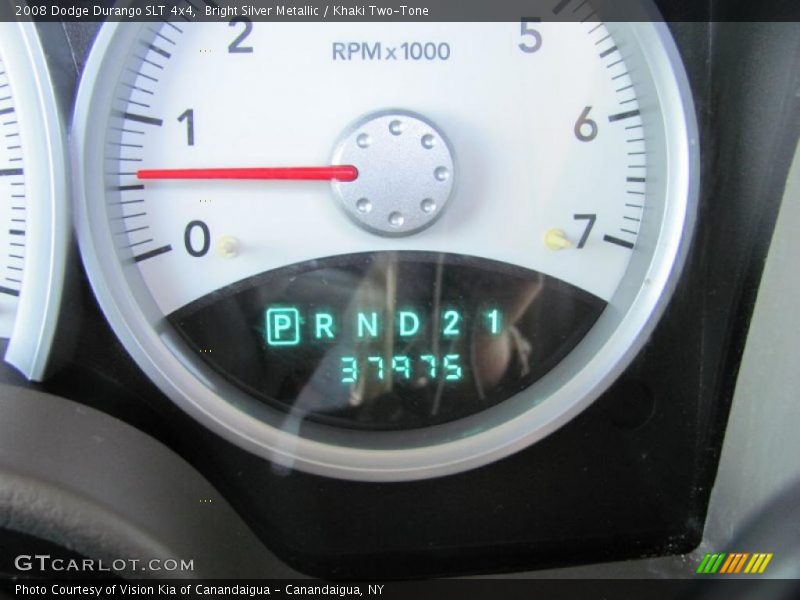 2008 Dodge Durango SLT 4x4, Bright Silver Metallic / Khaki Two-Tone
2 RPM x1000 5
1 6
0 7
P R N D 2 1
37975
GTCARLOT.COM
Photo Courtesy of Vision Kia of Canandaigua - Canandaigua, NY